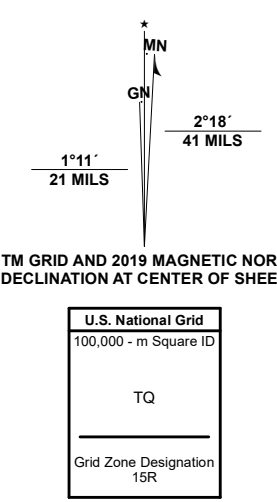 ★
MN
GN
2°18´
41 MILS
1°11´
21 MILS
TM GRID AND 2019 MAGNETIC NOR
DECLINATION AT CENTER OF SHEE
U.S. National Grid
100,000 - m Square ID
TQ
Grid Zone Designation
15R